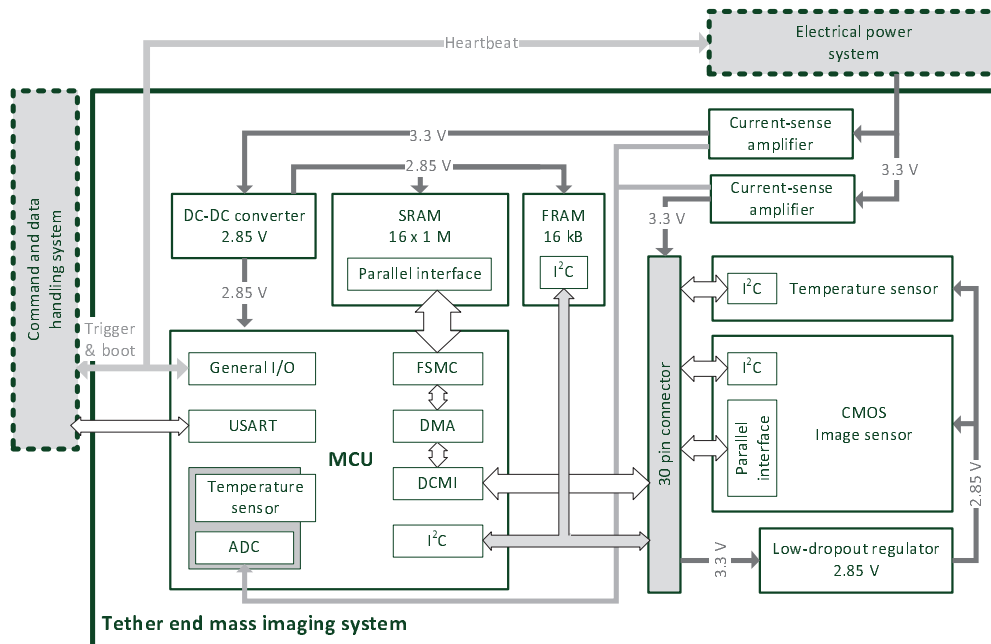 Heartbeat
Electrical power
system
Command and data
handling system
Trigger
& boot
3.3 V
2.85 V
Current-sense
amplifier
3.3 V
Current-sense
amplifier
3.3 V
DC-DC converter
2.85 V
2.85 V
SRAM
16 x 1 M
Parallel interface
FRAM
16 kB
I²C
General I/O
USART
MCU
Temperature
sensor
ADC
FSMC
DMA
DCMI
I²C
30 pin connector
I²C
Temperature sensor
I²C
Parallel
interface
CMOS
Image sensor
2.85 V
3.3 V
Low-dropout regulator
2.85 V
Tether end mass imaging system